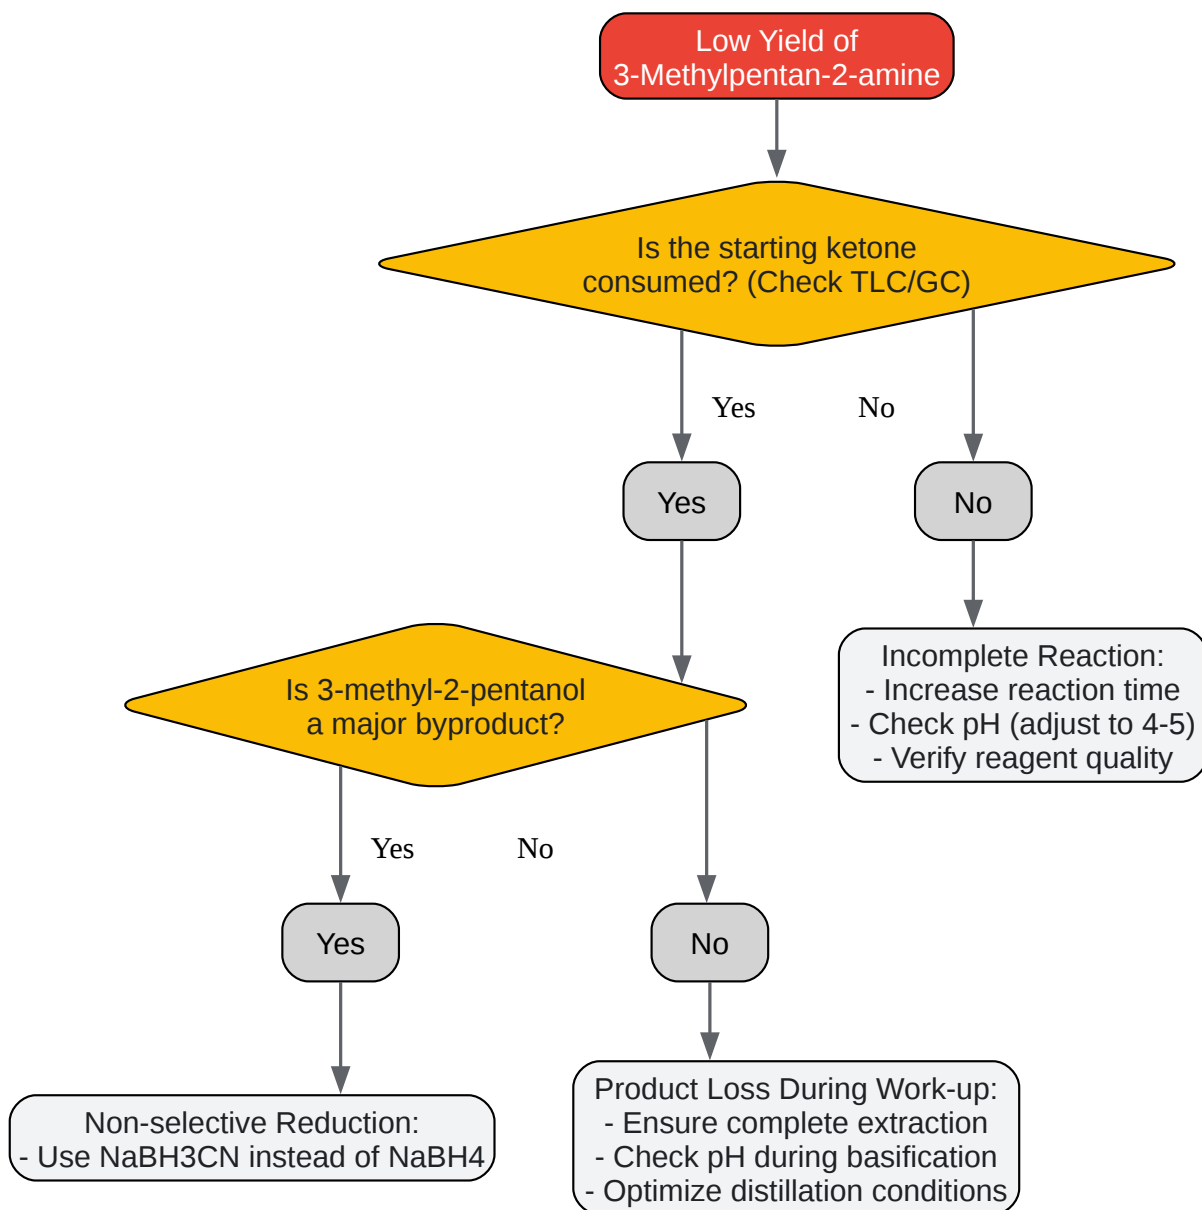 Low Yield of
3-Methylpentan-2-amine
Is the starting ketone
consumed? (Check TLC/GC)
Yes
No
Yes
No
Incomplete Reaction:
- Increase reaction time
- Check pH (adjust to 4-5)
- Verify reagent quality
Is 3-methyl-2-pentanol
a major byproduct?
Yes
No
Yes
No
Non-selective Reduction:
- Use NaBH3CN instead of NaBH4
Product Loss During Work-up:
- Ensure complete extraction
- Check pH during basification
- Optimize distillation conditions